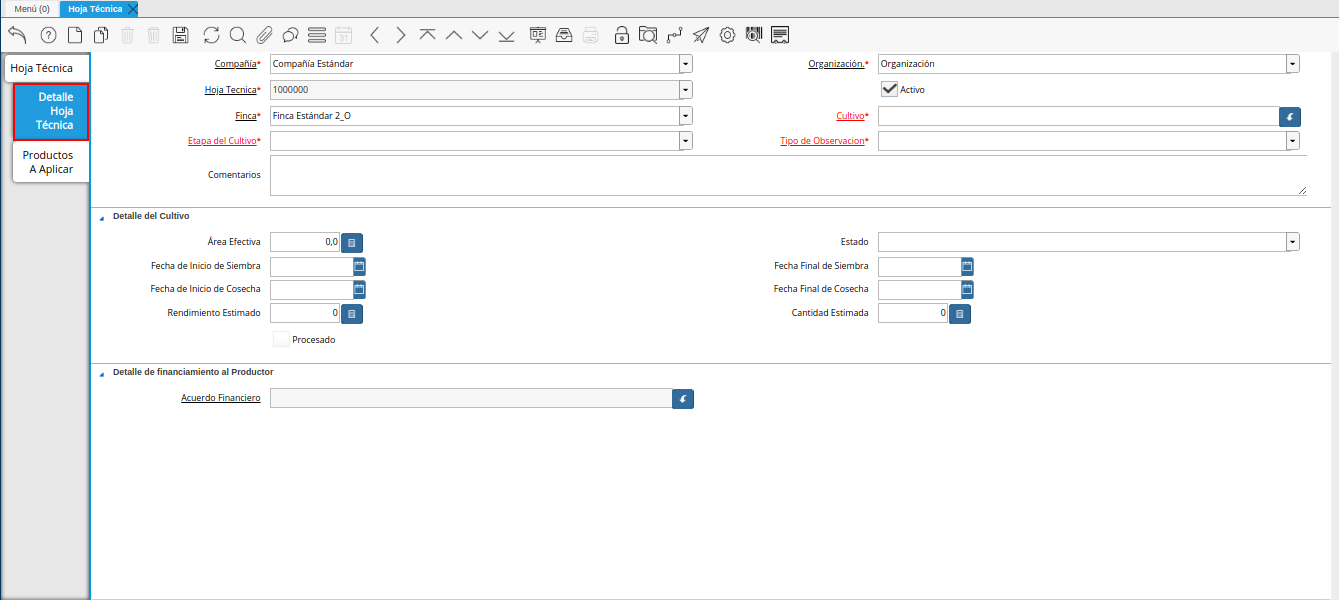 Menú (0) Hoja Técnica
31
Hoja Técnica
Detalle
Hoja
Técnica
Productos
A Aplicar
Compañía* Compañía Estándar Organización.* Organización
Hoja Tecnica* 1000000 Activo
Finca* Finca Estándar 2_O Cultivo*
Etapa del Cultivo* Tipo de Observacion*
Comentarios
Detalle del Cultivo
Área Efectiva 0,0 Estado
Fecha de Inicio de Siembra Fecha Final de Siembra
Fecha de Inicio de Cosecha Fecha Final de Cosecha
Rendimiento Estimado 0 Cantidad Estimada 0
Procesado
Detalle de financiamiento al Productor
Acuerdo Financiero